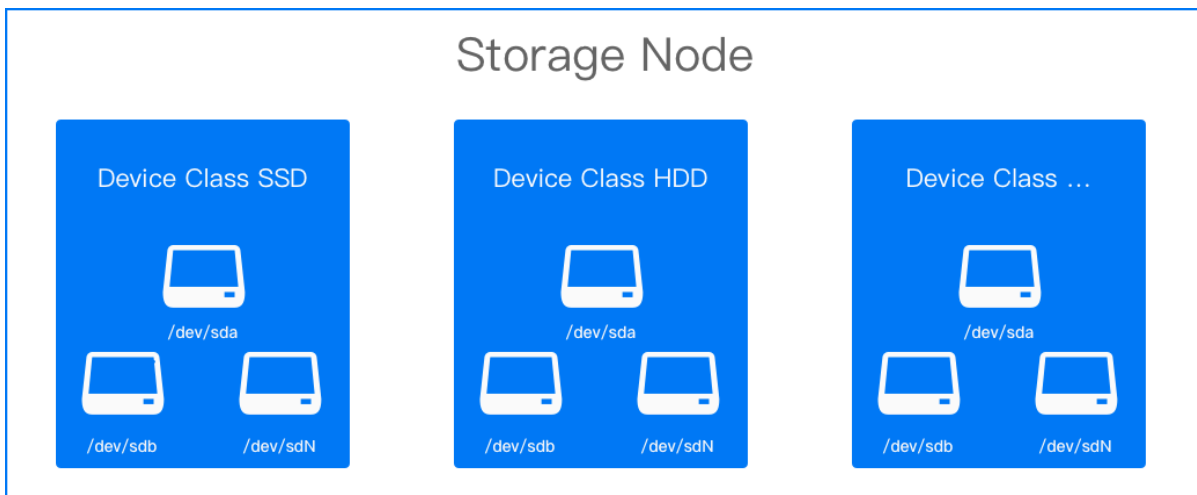 Storage Node
Device Class SSD
/dev/sda
/dev/sdb
/dev/sdN
Device Class HDD
/dev/sda
/dev/sdb
/dev/sdN
Device Class ...
/dev/sda
/dev/sdb
/dev/sdN